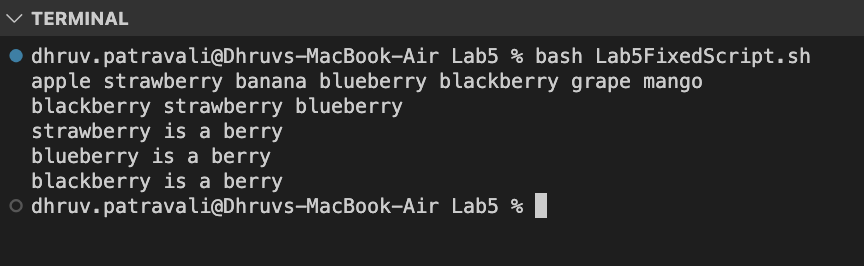 TERMINAL
dhruv.patravali@Dhruvs-MacBook-Air Lab5 % bash Lab5FixedScript.sh
apple strawberry banana blueberry blackberry grape mango
blackberry strawberry blueberry
strawberry is a berry
blueberry is a berry
blackberry is a berry
dhruv.patravali@Dhruvs-MacBook-Air Lab5 %